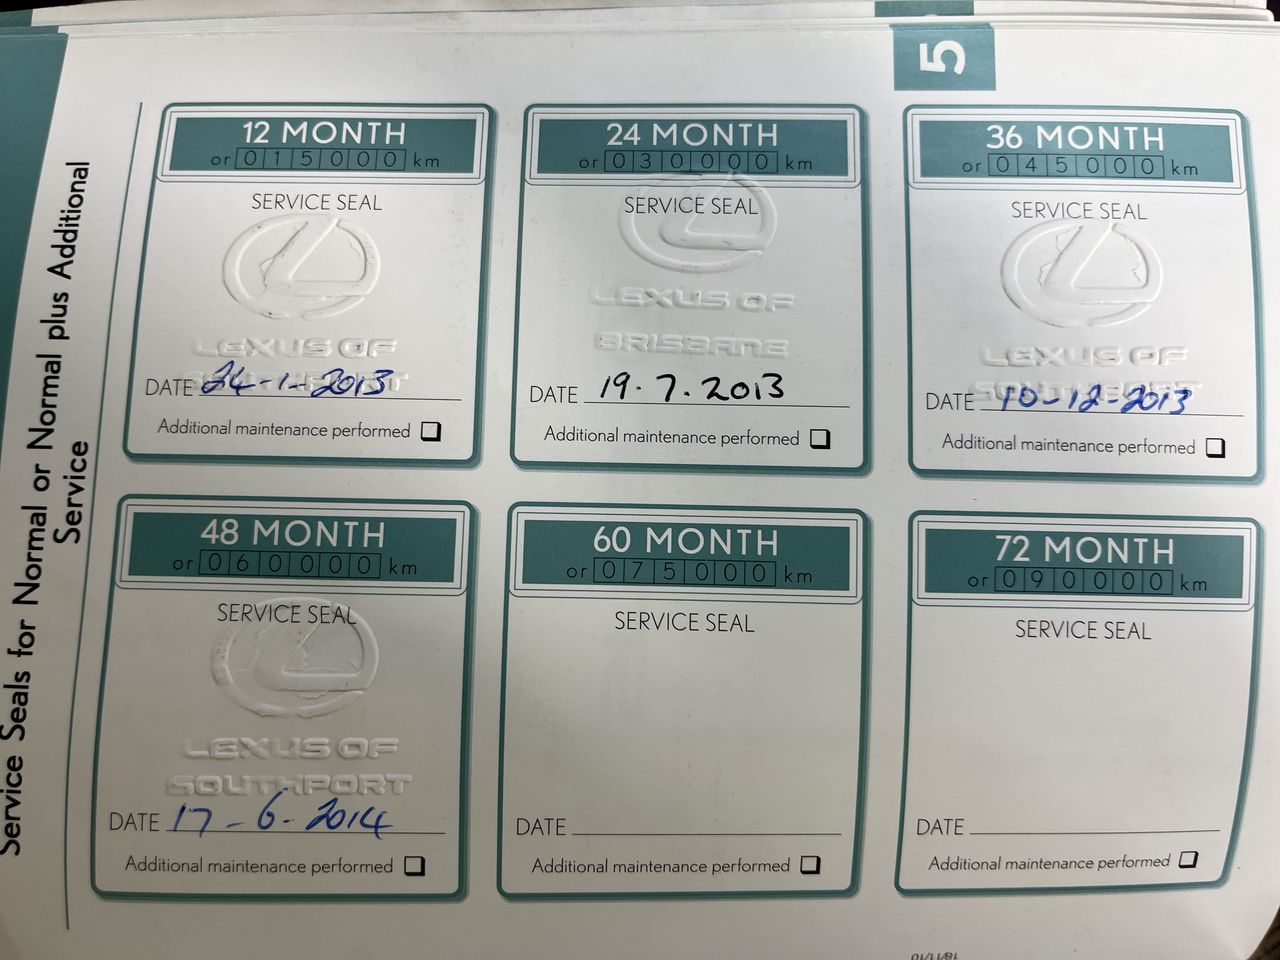 5
Service Seals for Normal or Normal plus Additional
Service
12 MONTH
or 015000 km
SERVICE SEAL
LEXUS OF
SOUTHPORT
DATE 24-1-2013
Additional maintenance performed
24 MONTH
or 030000 km
SERVICE SEAL
LEXUS OF
BRISBANE
DATE 19.7.2013
Additional maintenance performed
36 MONTH
or 045000 km
SERVICE SEAL
LEXUS OF
SOUTHPORT
DATE 10-12-2013
Additional maintenance performed
48 MONTH
or 060000 km
SERVICE SEAL
LEXUS OF
SOUTHPORT
DATE 17-6-2014
Additional maintenance performed
60 MONTH
or 075000 km
SERVICE SEAL
DATE
Additional maintenance performed
72 MONTH
or 090000 km
SERVICE SEAL
DATE
Additional maintenance performed
18/11/10